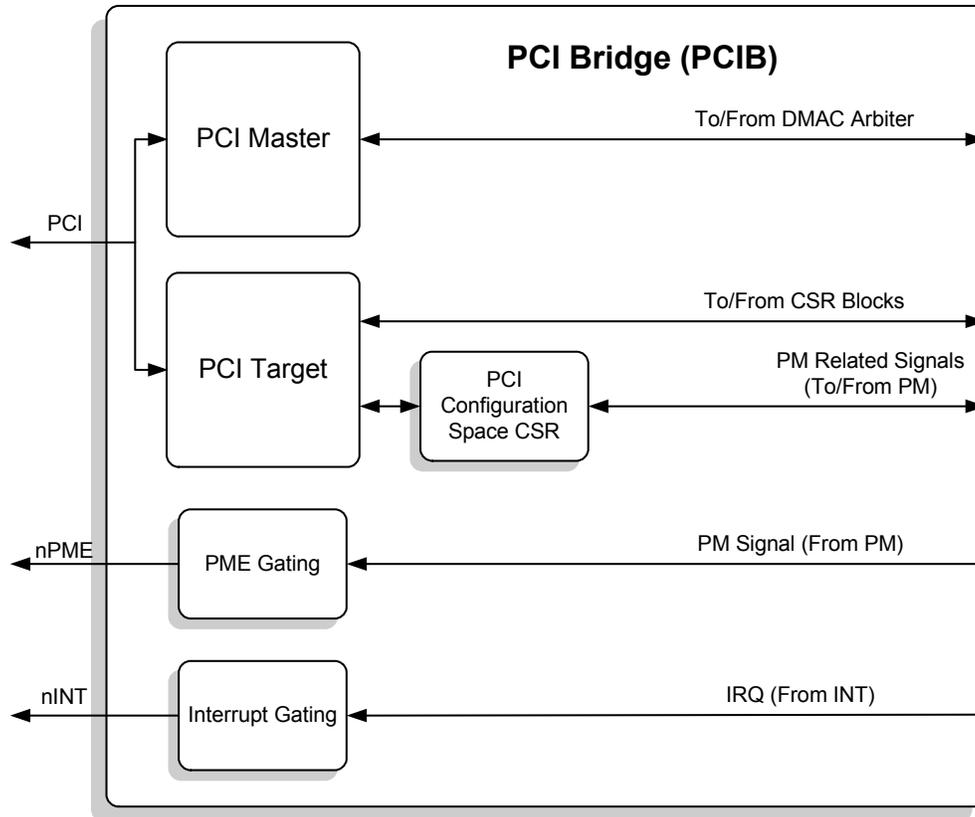 PCI Bridge (PCIB)
PCI Master
To/From DMAC Arbiter
PCI
PCI Target
To/From CSR Blocks
PCI
Configuration
Space CSR
PM Related Signals
(To/From PM)
nPME
PME Gating
PM Signal (From PM)
nINT
Interrupt Gating
IRQ (From INT)